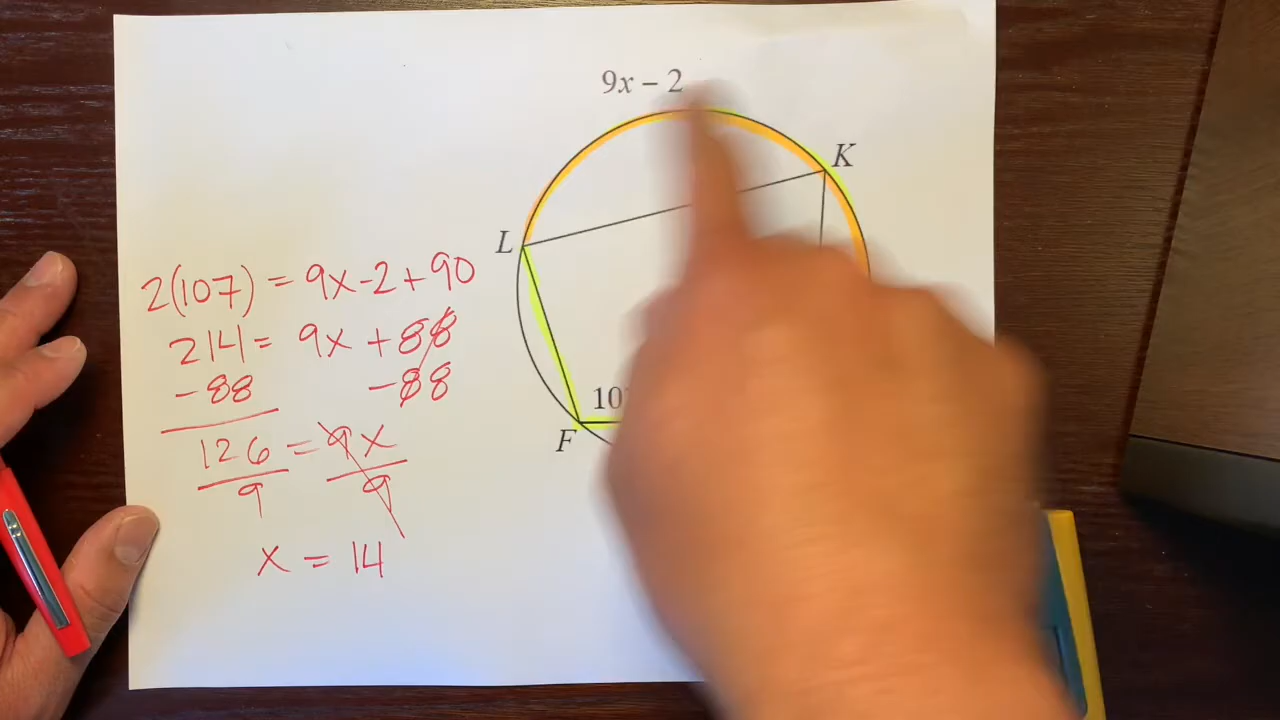 9x – 2
K
L
2(107) = 9x-2+90
214 = 9x +88
-88 -88
126 = 9x
9 9
x = 14
F